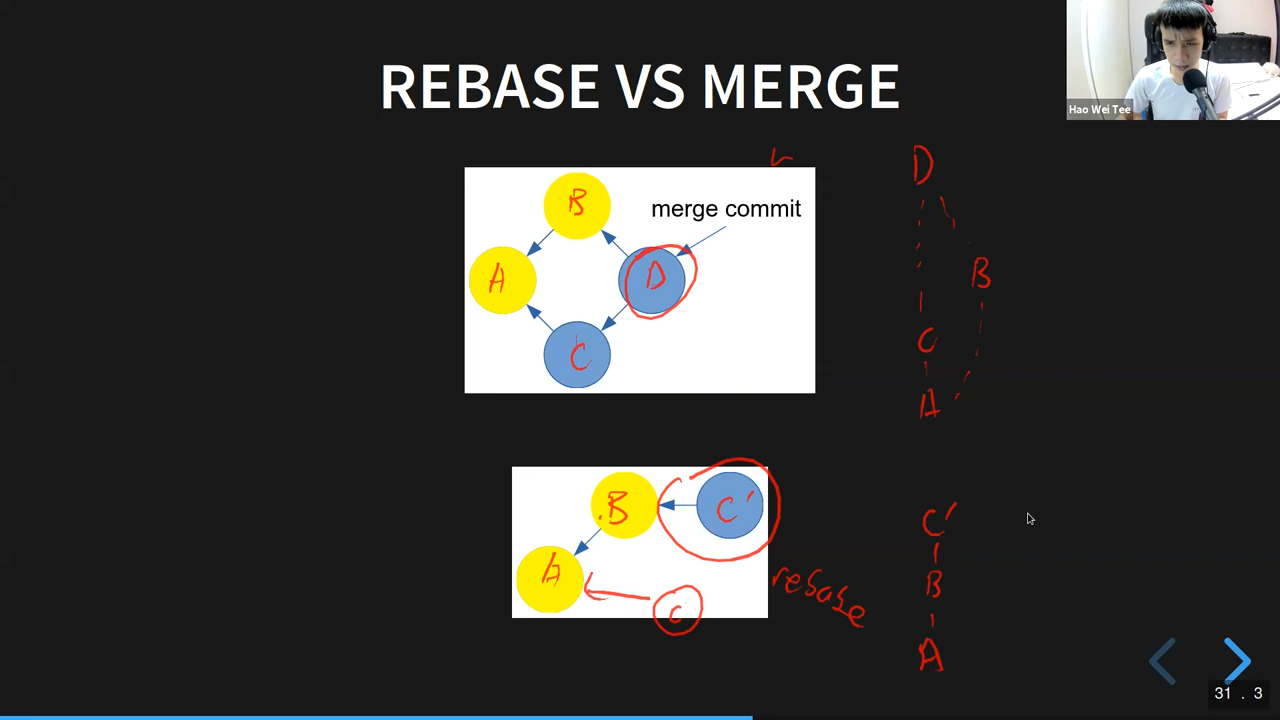 Hao Wei Tee
REBASE VS MERGE
merge commit
B
A
D
C
D
B
C
A
B
C'
A
C
rebase
C'
B
A
31 . 3